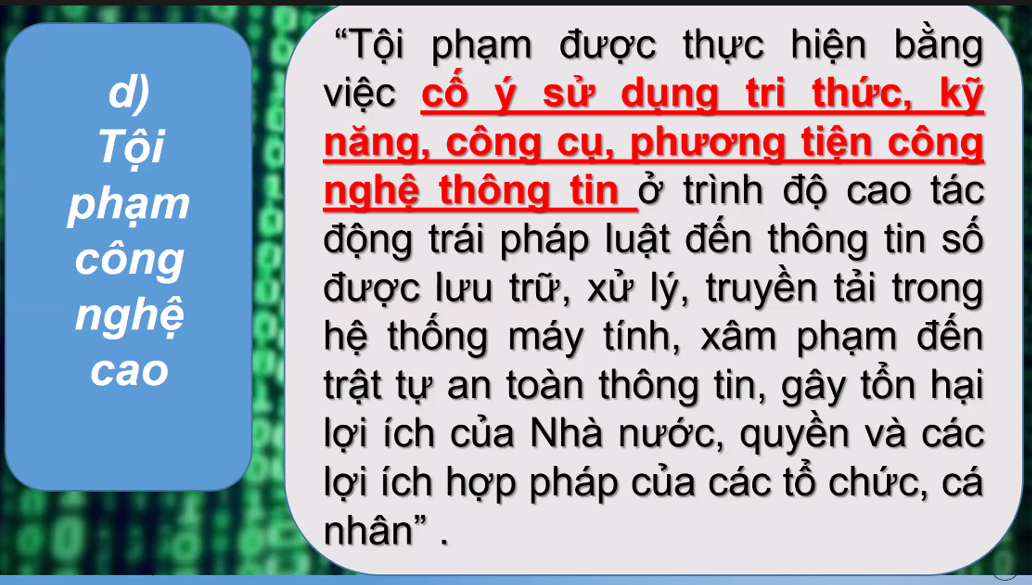 d)
Tội
phạm
công
nghệ
cao
“Tội phạm được thực hiện bằng
việc cố ý sử dụng tri thức, kỹ
năng, công cụ, phương tiện công
nghệ thông tin ở trình độ cao tác
động trái pháp luật đến thông tin số
được lưu trữ, xử lý, truyền tải trong
hệ thống máy tính, xâm phạm đến
trật tự an toàn thông tin, gây tổn hại
lợi ích của Nhà nước, quyền và các
lợi ích hợp pháp của các tổ chức, cá
nhân” .